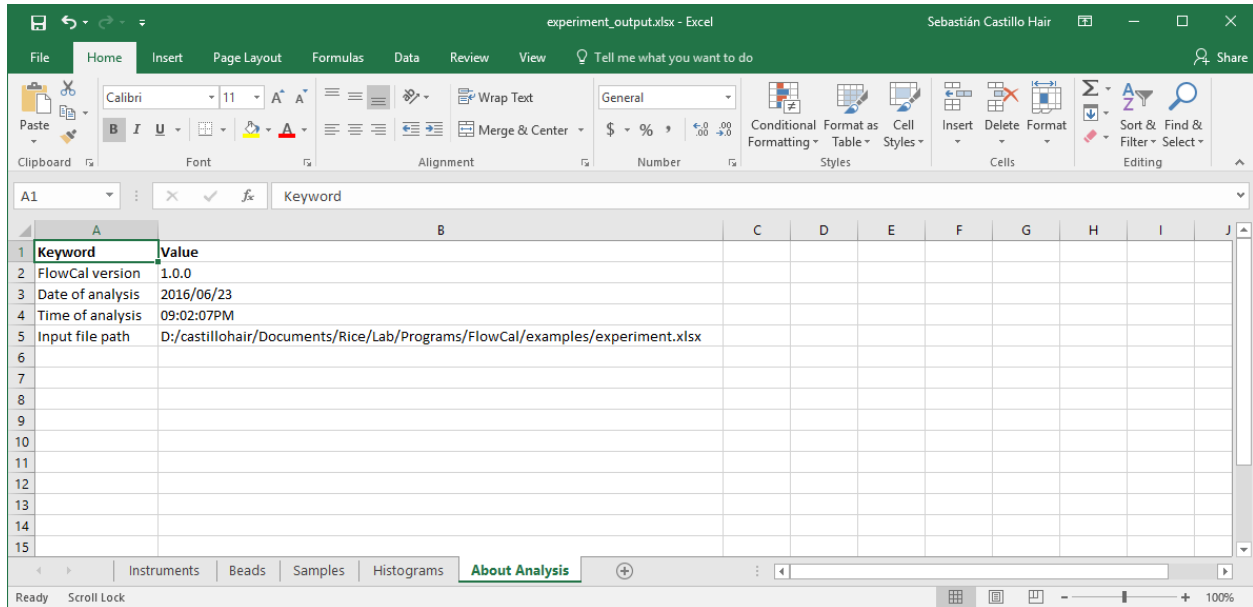 experiment_output.xlsx - Excel
Sebastián Castillo Hair
File Home Insert Page Layout Formulas Data Review View Tell me what you want to do Share
Paste
Clipboard
Calibri 11 A A
B I U A
Font
Wrap Text
Merge & Center
Alignment
General
$ % , .0 .00 .00 .0
Number
Conditional Formatting
Format as Table
Cell Styles
Styles
Insert Delete Format
Cells
Sort & Filter
Find & Select
Editing
A1 fx Keyword
A B C D E F G H I J
1 Keyword Value
2 FlowCal version 1.0.0
3 Date of analysis 2016/06/23
4 Time of analysis 09:02:07PM
5 Input file path D:/castillohair/Documents/Rice/Lab/Programs/FlowCal/examples/experiment.xlsx
6
7
8
9
10
11
12
13
14
15
Instruments Beads Samples Histograms About Analysis
Ready Scroll Lock 100%